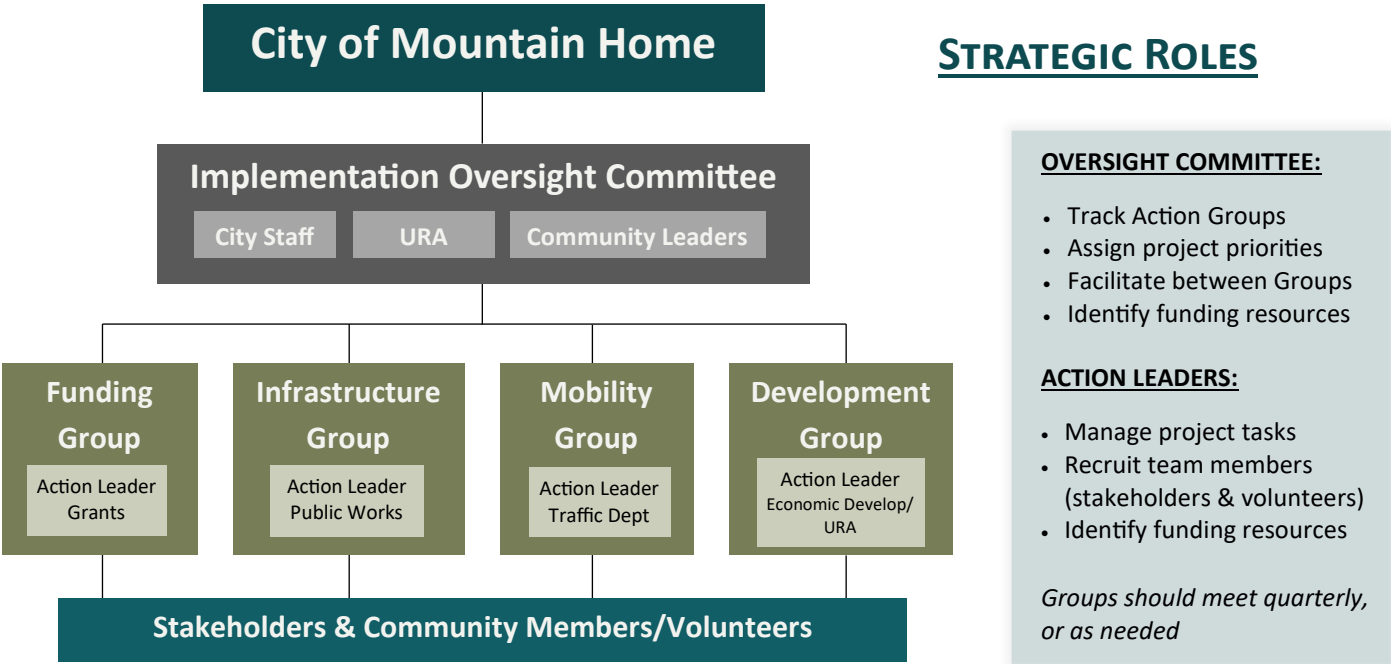 City of Mountain Home
STRATEGIC ROLES
Implementation Oversight Committee
City Staff
URA
Community Leaders
Funding
Group
Action Leader
Grants
Infrastructure
Group
Action Leader
Public Works
Mobility
Group
Action Leader
Traffic Dept
Development
Group
Action Leader
Economic Develop/
URA
Stakeholders & Community Members/Volunteers
OVERSIGHT COMMITTEE:
• Track Action Groups
• Assign project priorities
• Facilitate between Groups
• Identify funding resources
ACTION LEADERS:
• Manage project tasks
• Recruit team members
(stakeholders & volunteers)
• Identify funding resources
Groups should meet quarterly,
or as needed